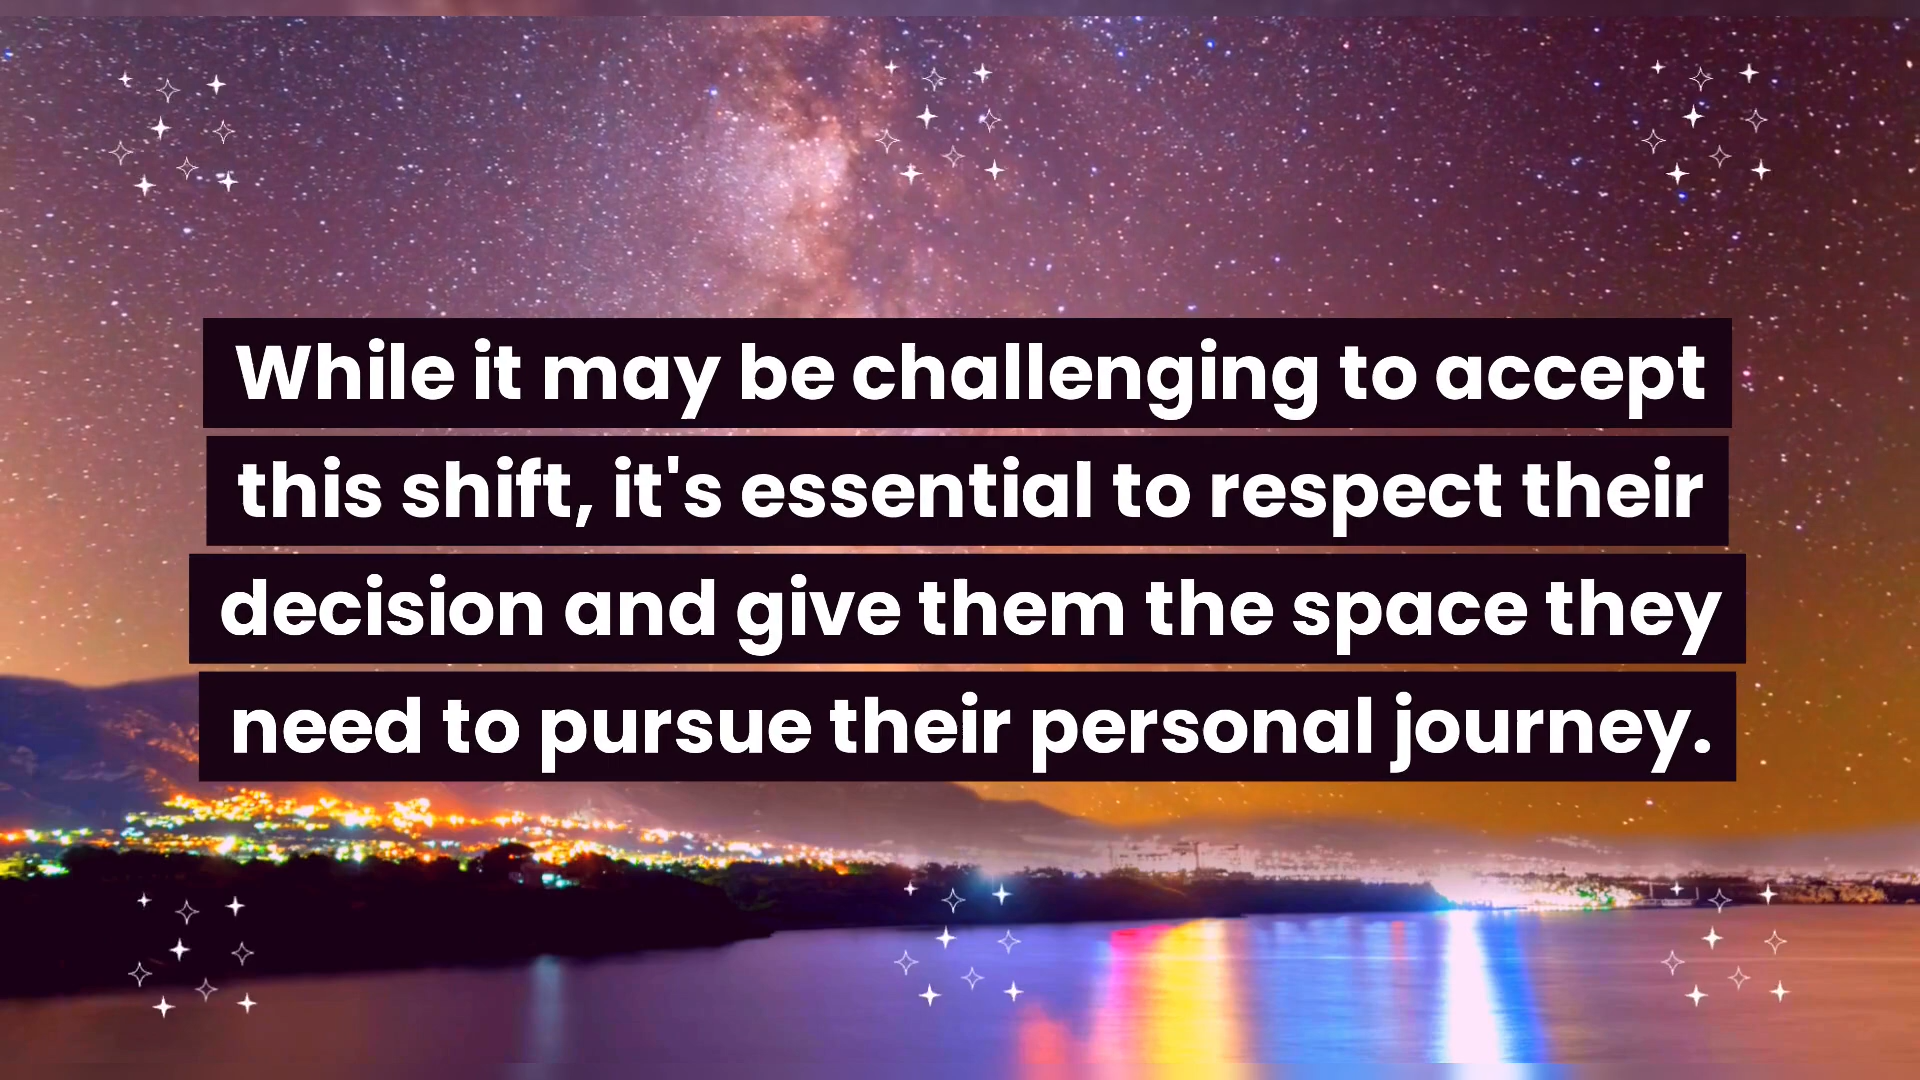 While it may be challenging to accept
this shift, it's essential to respect their
decision and give them the space they
need to pursue their personal journey.